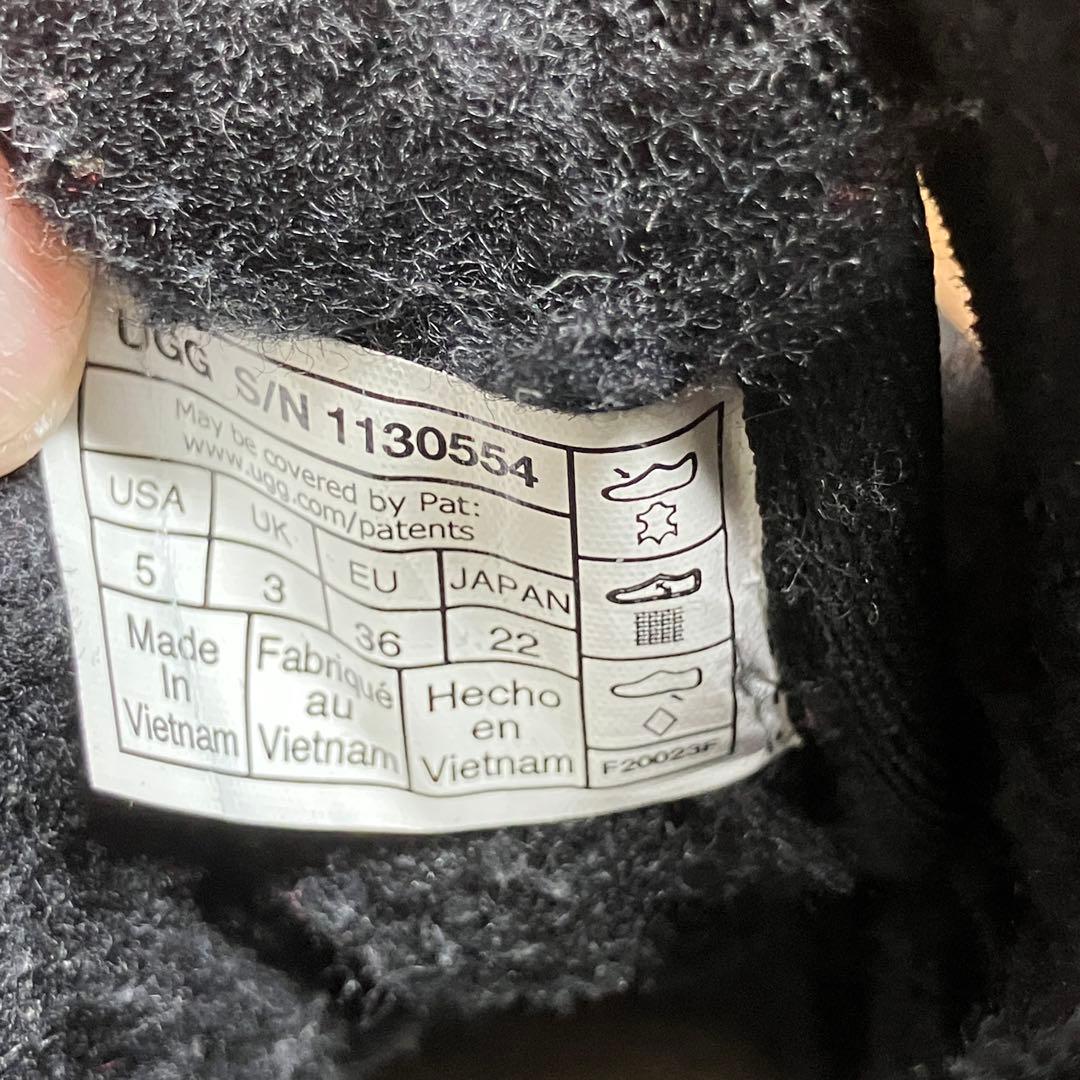 UGG S/N 1130554
May be covered by Pat:
www.ugg.com/patents
USA UK EU JAPAN
5 3 36 22
Made
In
Vietnam
Fabriqué
au
Vietnam
Hecho
en
Vietnam
F20023F